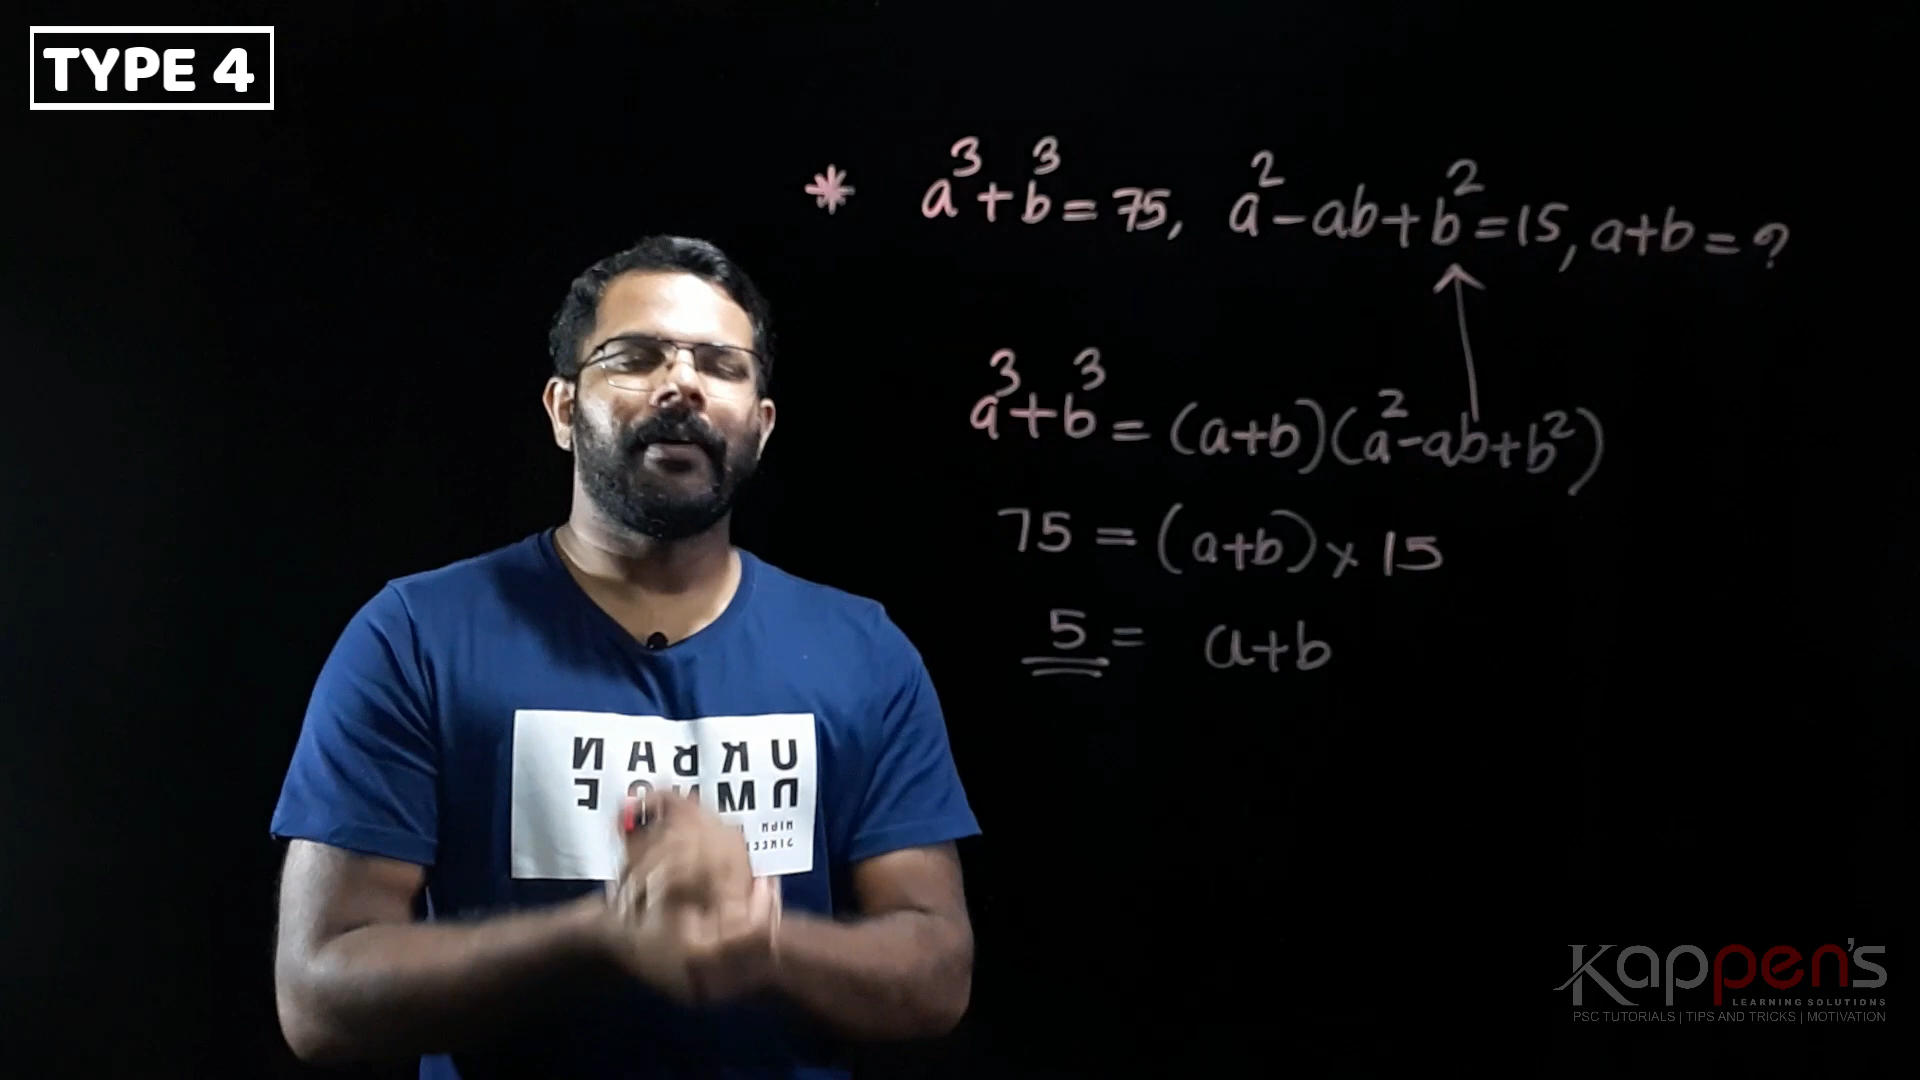 TYPE 4
* a³+b³=75, a²-ab+b²=15, a+b=?
a³+b³=(a+b)(a²-ab+b²)
75=(a+b)×15
5= a+b
URBAN
Kappen's
LEARNING SOLUTIONS
PSC TUTORIALS | TIPS AND TRICKS | MOTIVATION